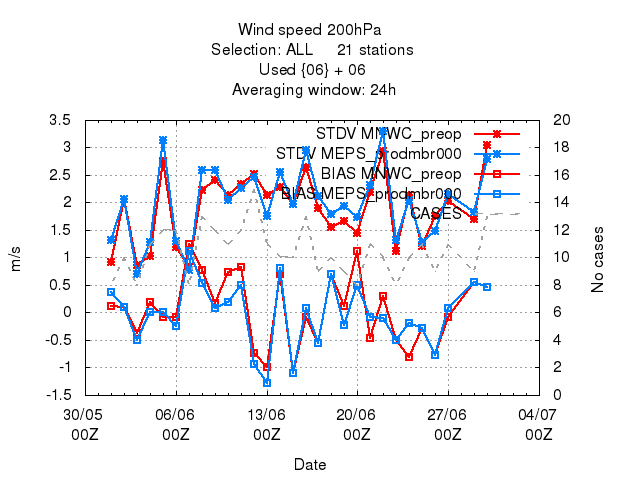 Wind speed 200hPa
Selection: ALL 21 stations
Used {06} + 06
Averaging window: 24h
STDV MNWC_preop
STDV MEPS_prodmbr000
BIAS MNWC_preop
BIAS MEPS_prodmbr000
CASES
3.5
3
2.5
2
1.5
1
0.5
0
-0.5
-1
-1.5
m/s
20
18
16
14
12
10
8
6
4
2
0
No cases
30/05 06/06 13/06 20/06 27/06 04/07
00Z 00Z 00Z 00Z 00Z 00Z
Date